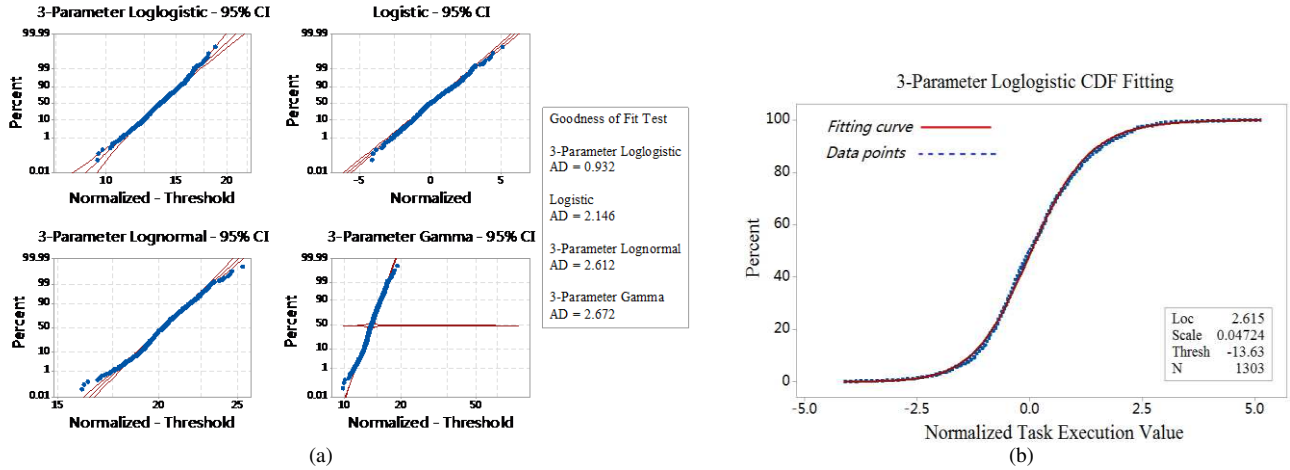 3-Parameter Loglogistic - 95% CI
99.99
99
90
50
10
1
0.01
Percent
10
15
20
Normalized - Threshold
Logistic - 95% CI
99.99
99
90
50
10
1
0.01
Percent
-5
0
5
Normalized
3-Parameter Lognormal - 95% CI
99.99
99
90
50
10
1
0.01
Percent
15
20
25
Normalized - Threshold
3-Parameter Gamma - 95% CI
99.99
99
90
50
10
1
0.01
Percent
10
20
50
Normalized - Threshold
Goodness of Fit Test
3-Parameter Loglogistic
AD = 0.932
Logistic
AD = 2.146
3-Parameter Lognormal
AD = 2.612
3-Parameter Gamma
AD = 2.672
(a)
3-Parameter Loglogistic CDF Fitting
Fitting curve
Data points
100
80
60
40
20
0
Percent
Loc 2.615
Scale 0.04724
Thresh -13.63
N 1303
-5.0
-2.5
0.0
2.5
5.0
Normalized Task Execution Value
(b)